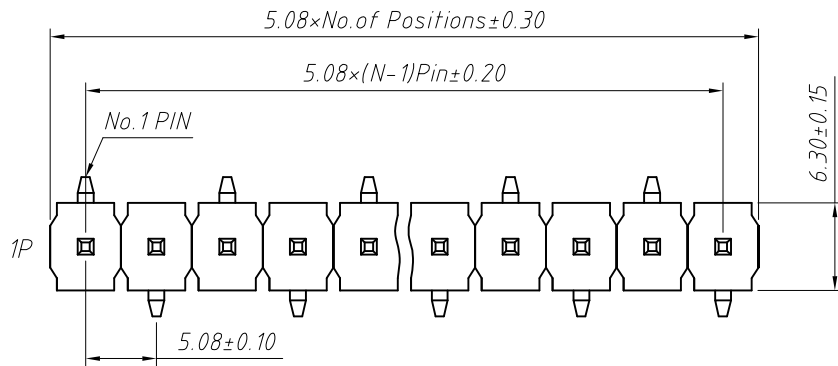 5.08×No.of Positions±0.30
5.08×(N-1)Pin±0.20
No.1 PIN
6.30±0.15
1P
5.08±0.10